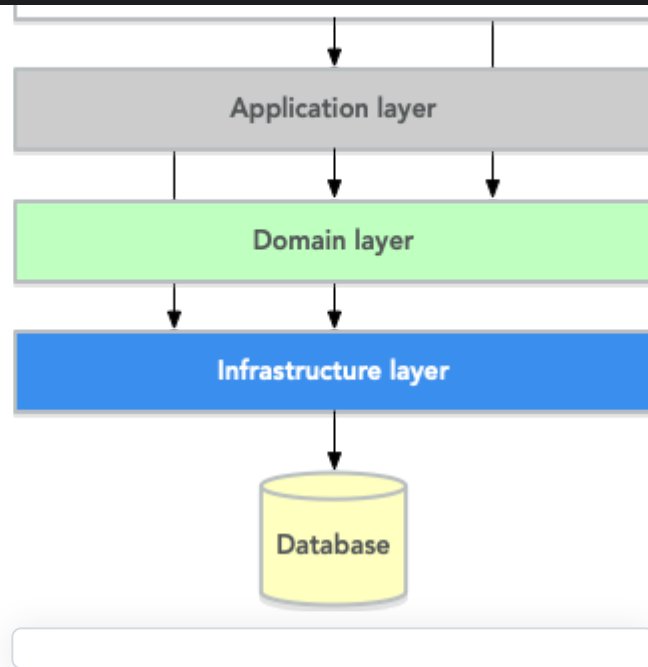 Application layer
Domain layer
Infrastructure layer
Database